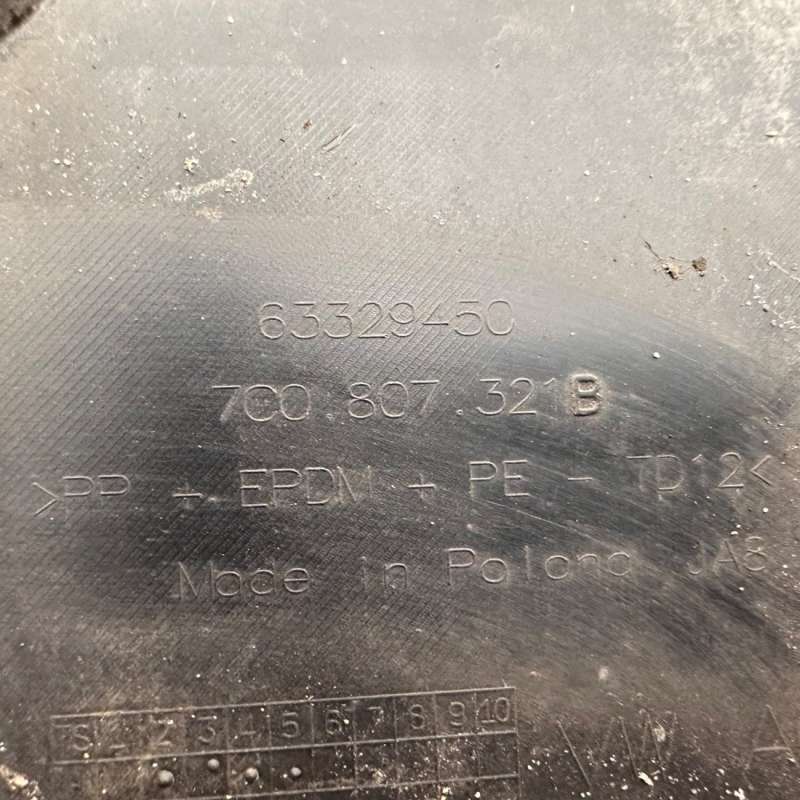 63329450
7C0.807.321B
>PP + EPDM + PE - TD12<
Made in Poland JA8
S 1 2 3 4 5 6 7 8 9 10
VW A